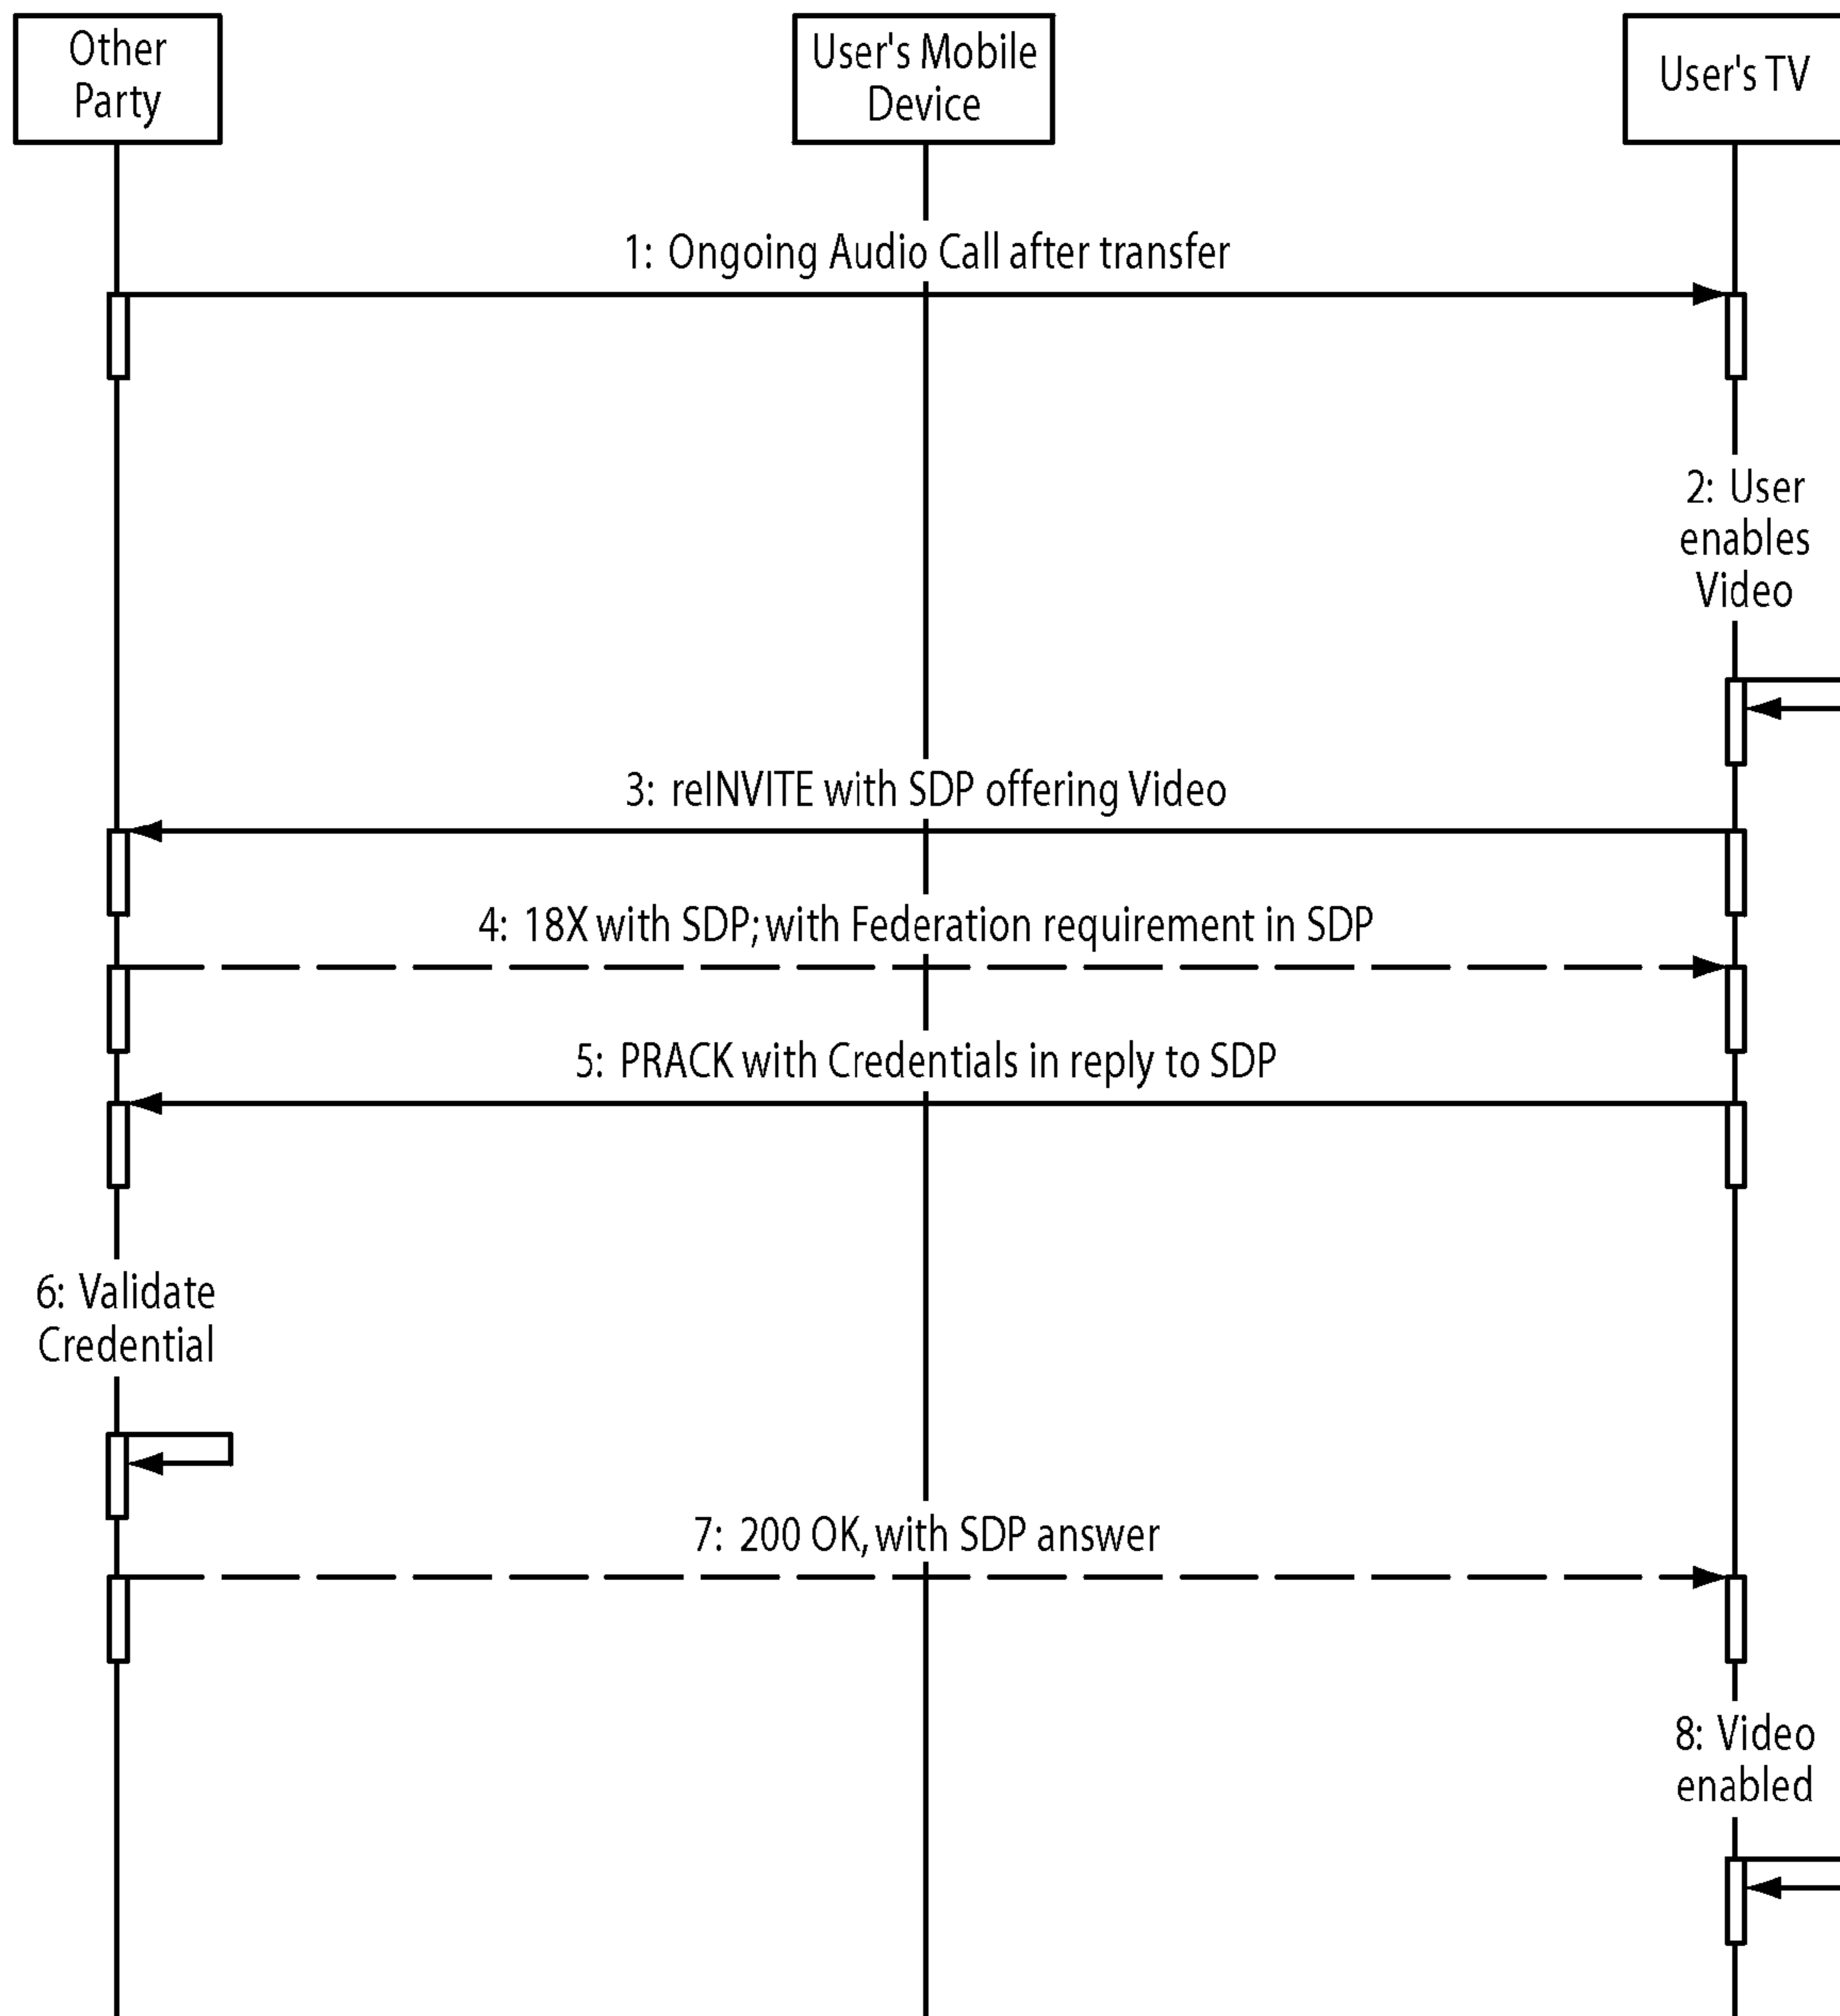 Other
Party
User's Mobile
Device
User's TV
1: Ongoing Audio Call after transfer
2: User
enables
Video
3: reINVITE with SDP offering Video
4: 18X with SDP; with Federation requirement in SDP
5: PRACK with Credentials in reply to SDP
6: Validate
Credential
7: 200 OK, with SDP answer
8: Video
enabled